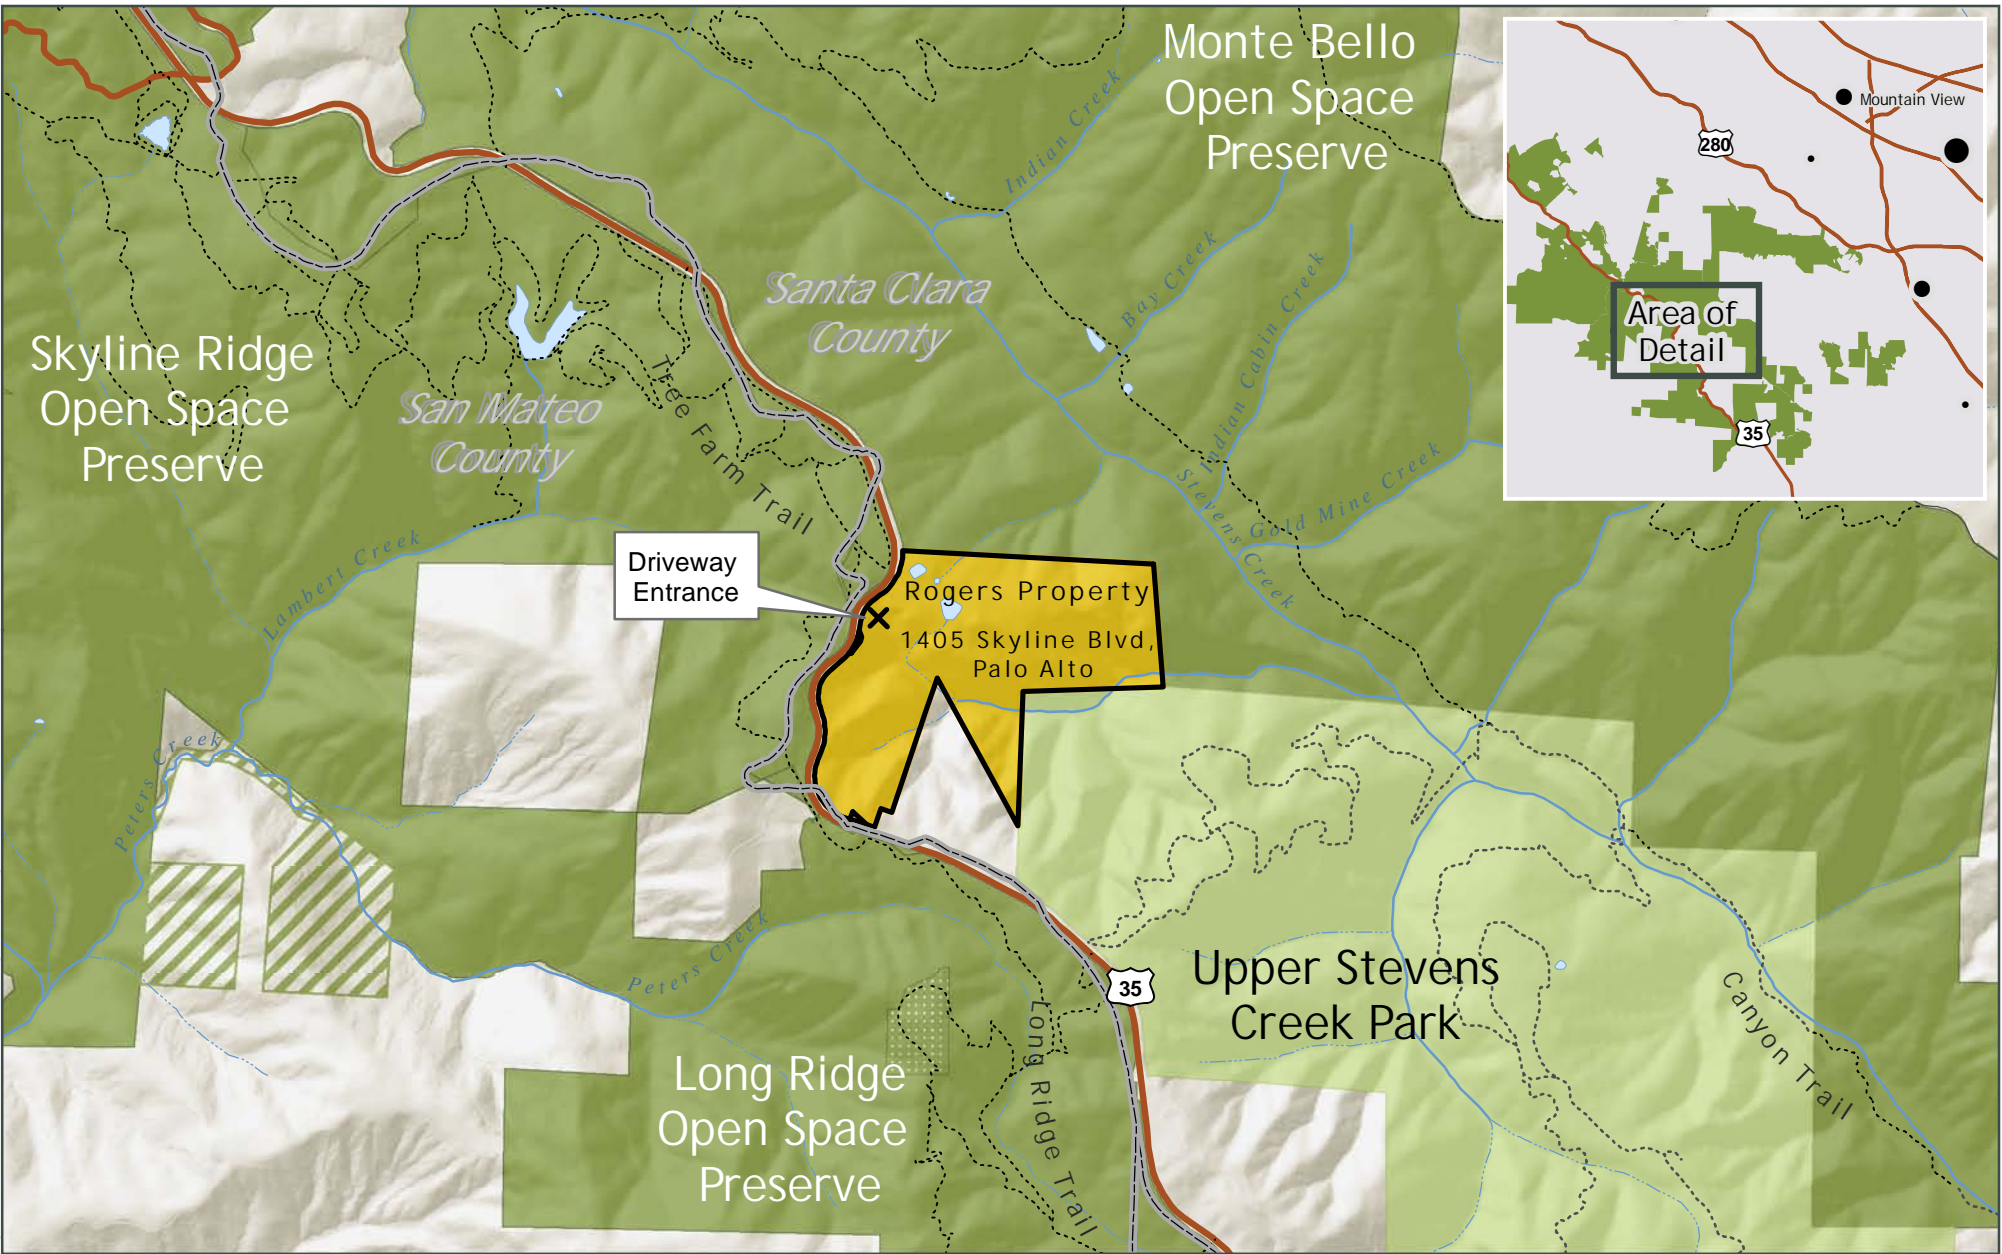 Monte Bello
Open Space
Preserve
Mountain View
280
Area of
Detail
35
Indian Creek
Bay Creek
Indian Cabin Creek
Santa Clara
County
Skyline Ridge
Open Space
Preserve
San Mateo
County
Tree Farm Trail
Stevens Creek
Gold Mine Creek
Lambert Creek
Driveway
Entrance
Rogers Property
1405 Skyline Blvd,
Palo Alto
Peters Creek
Peters Creek
35
Upper Stevens
Creek Park
Canyon Trail
Long Ridge
Open Space
Preserve
Long Ridge Trail